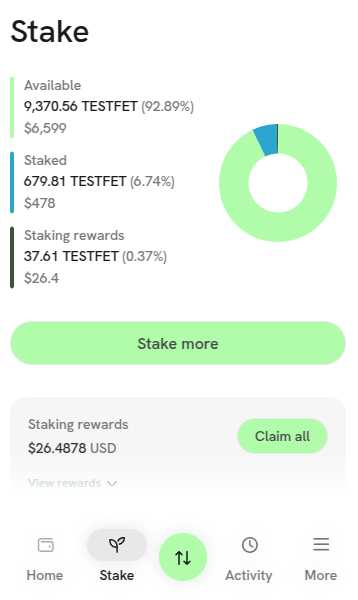 Stake
Available
9,370.56 TESTFET (92.89%)
$6,599
Staked
679.81 TESTFET (6.74%)
$478
Staking rewards
37.61 TESTFET (0.37%)
$26.4
Stake more
Staking rewards
$26.4878 USD
Claim all
View rewards
Home
Stake
Activity
More